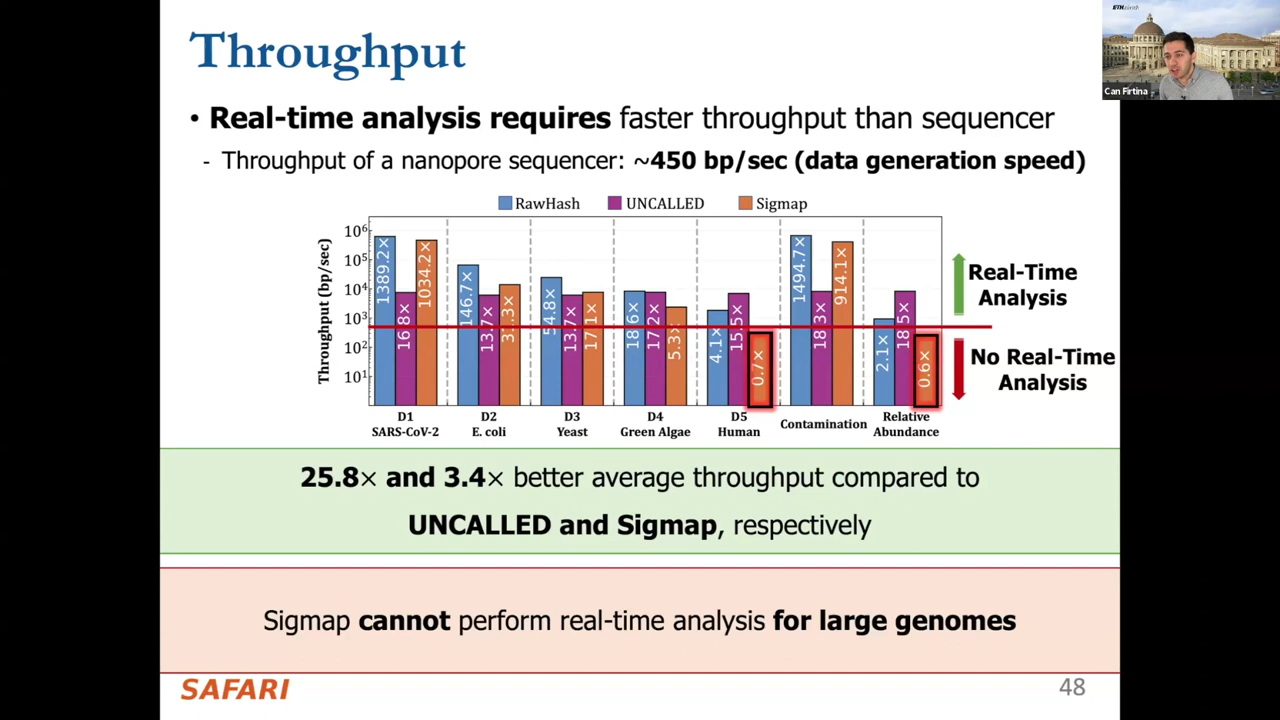 ETH zürich
Can Firtina
Throughput
• Real-time analysis requires faster throughput than sequencer
- Throughput of a nanopore sequencer: ~450 bp/sec (data generation speed)
RawHash UNCALLED Sigmap
Throughput (bp/sec)
10⁶
10⁵
10⁴
10³
10²
10¹
1389.2× 16.8× 1034.2×
146.7× 13.7× 31.3×
54.8× 13.7× 17.1×
18.6× 17.2× 5.3×
4.1× 15.5× 0.7×
1494.7× 18.3× 914.1×
2.1× 18.5× 0.6×
D1 SARS-CoV-2
D2 E. coli
D3 Yeast
D4 Green Algae
D5 Human
Contamination
Relative Abundance
Real-Time
Analysis
No Real-Time
Analysis
25.8× and 3.4× better average throughput compared to
UNCALLED and Sigmap, respectively
Sigmap cannot perform real-time analysis for large genomes
SAFARI
48